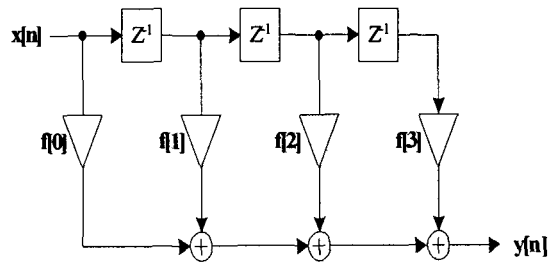 x[n] Z-1 Z-1 Z-1
f[0] f[1] f[2] f[3]
+ + + y[n]